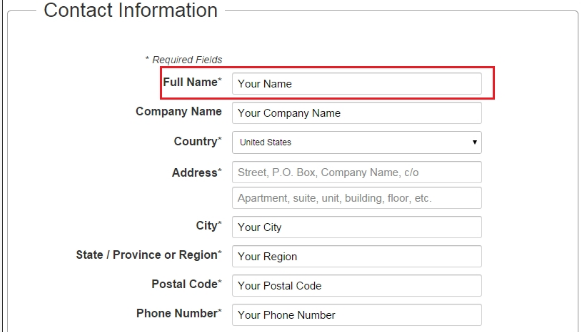 Contact Information
* Required Fields
Full Name* Your Name
Company Name Your Company Name
Country* United States
Address* Street, P.O. Box, Company Name, c/o
Apartment, suite, unit, building, floor, etc.
City* Your City
State / Province or Region* Your Region
Postal Code* Your Postal Code
Phone Number* Your Phone Number